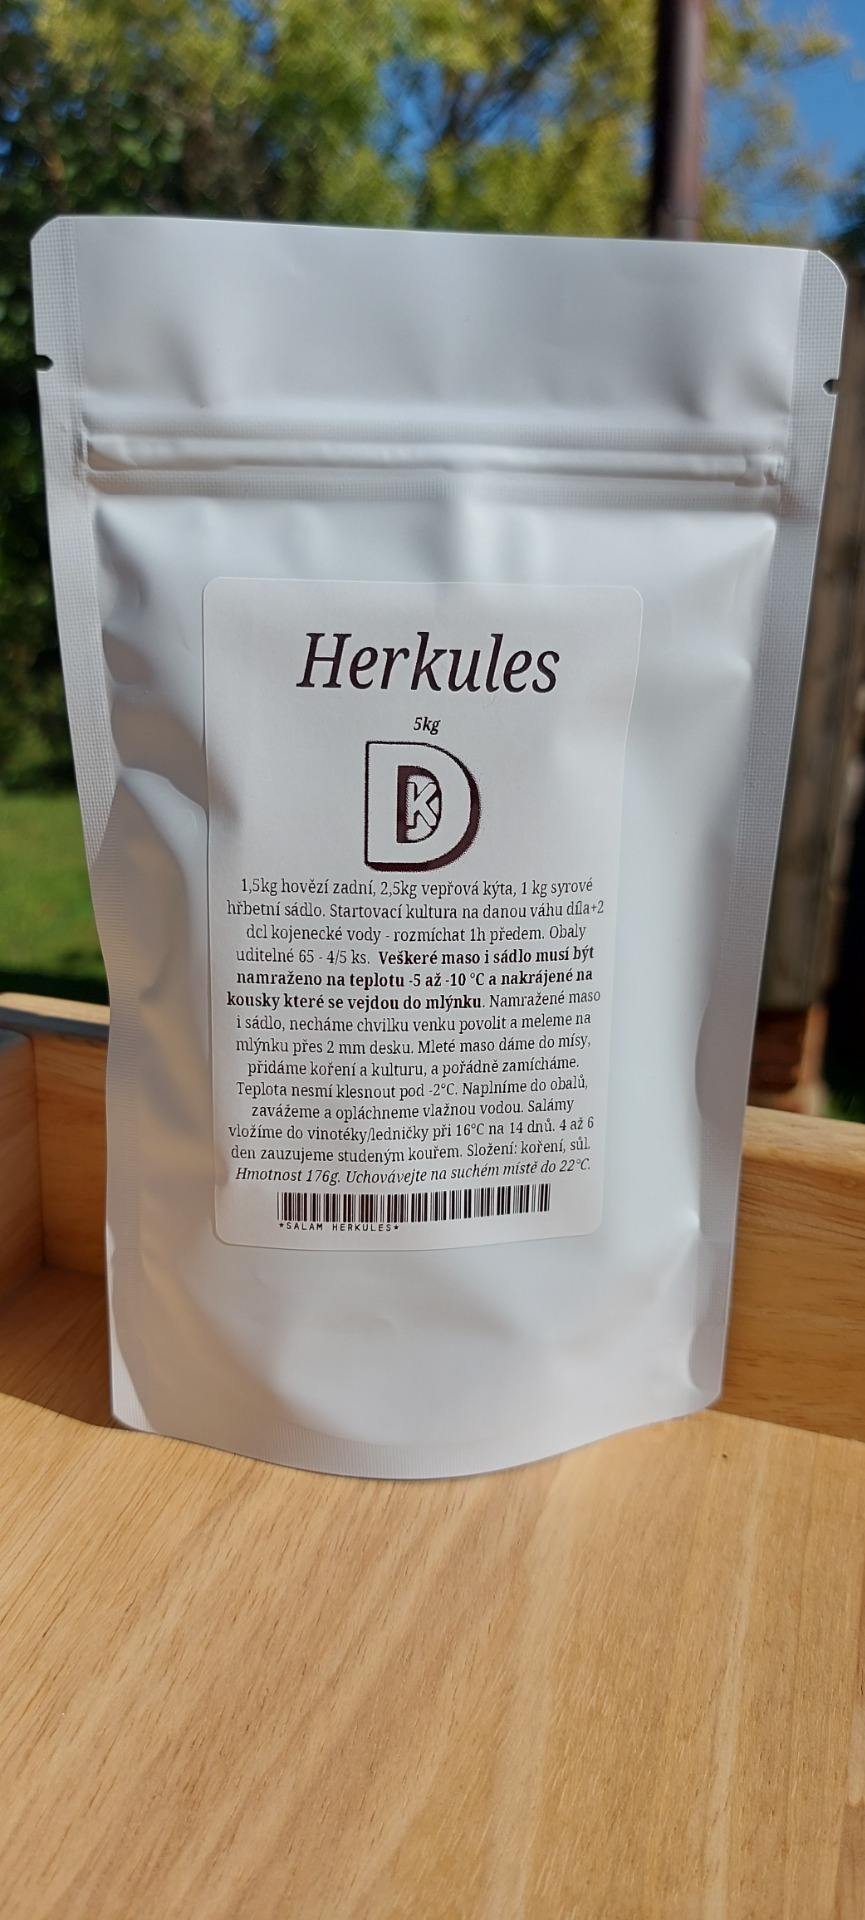 Herkules
5kg
DK
1,5kg hovězí zadní, 2,5kg vepřová kýta, 1 kg syrové
hřbetní sádlo. Startovací kultura na danou váhu díla+2
dcl kojenecké vody - rozmíchat 1h předem. Obaly
uditelné 65 - 4/5 ks. Veškeré maso i sádlo musí být
namraženo na teplotu -5 až -10 °C a nakrájené na
kousky které se vejdou do mlýnku. Namražené maso
i sádlo, necháme chvilku venku povolit a meleme na
mlýnku přes 2 mm desku. Mleté maso dáme do mísy,
přidáme koření a kulturu, a pořádně zamícháme.
Teplota nesmí klesnout pod -2°C. Naplníme do obalů,
zavážeme a opláchneme vlažnou vodou. Salámy
vložíme do vinotéky/ledničky při 16°C na 14 dnů. 4 až 6
den zauzujeme studeným kouřem. Složení: koření, sůl.
Hmotnost 176g. Uchovávejte na suchém místě do 22°C.
*SALAM HERKULES*